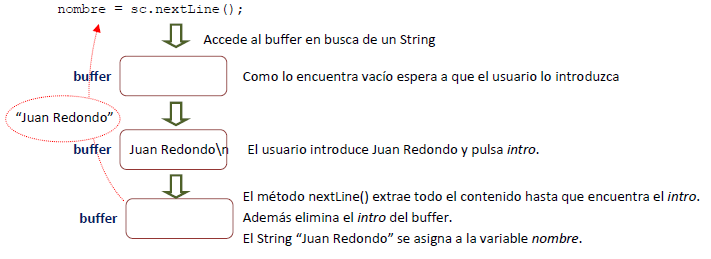 nombre = sc.nextLine();
Accede al buffer en busca de un String
buffer
Como lo encuentra vacío espera a que el usuario lo introduzca
“Juan Redondo”
buffer
Juan Redondo\n
El usuario introduce Juan Redondo y pulsa intro.
El método nextLine() extrae todo el contenido hasta que encuentra el intro.
buffer
Además elimina el intro del buffer.
El String “Juan Redondo” se asigna a la variable nombre.